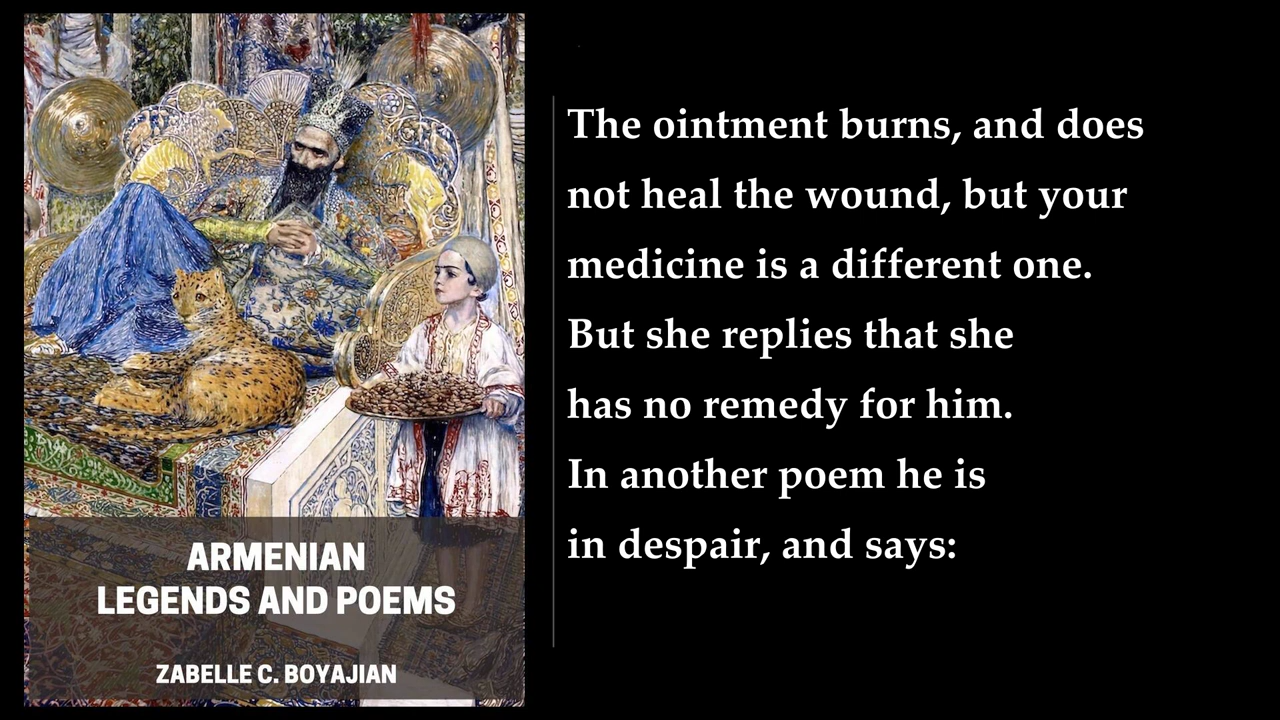 ARMENIAN
LEGENDS AND POEMS
ZABELLE C. BOYAJIAN
The ointment burns, and does
not heal the wound, but your
medicine is a different one.
But she replies that she
has no remedy for him.
In another poem he is
in despair, and says: